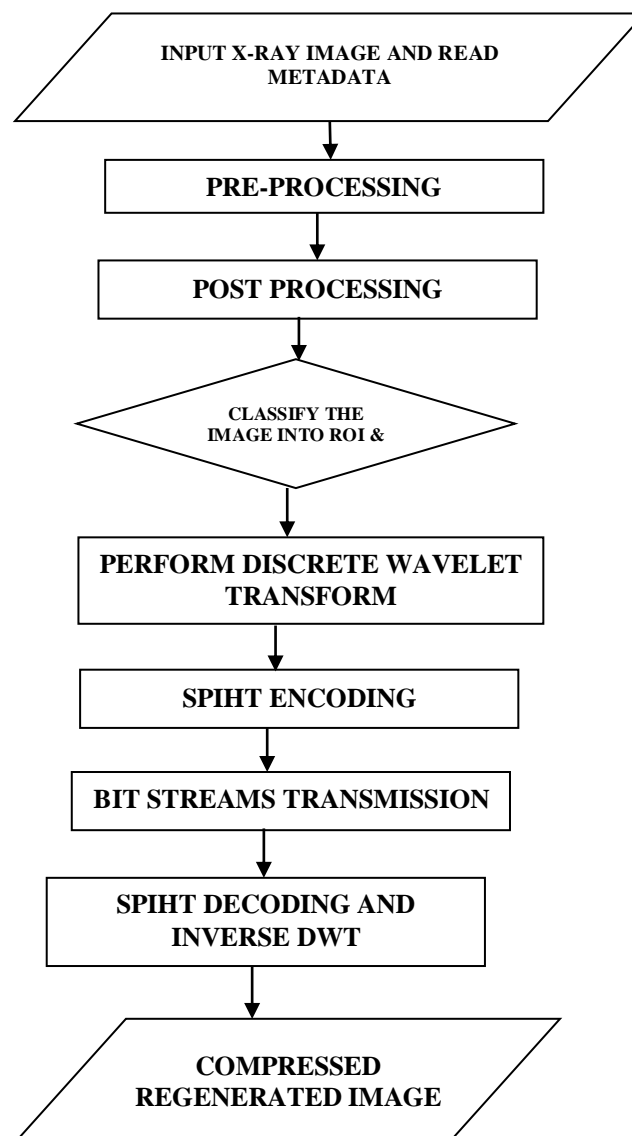 INPUT X-RAY IMAGE AND READ
METADATA
PRE-PROCESSING
POST PROCESSING
CLASSIFY THE
IMAGE INTO ROI &
PERFORM DISCRETE WAVELET
TRANSFORM
SPIHT ENCODING
BIT STREAMS TRANSMISSION
SPIHT DECODING AND
INVERSE DWT
COMPRESSED
REGENERATED IMAGE